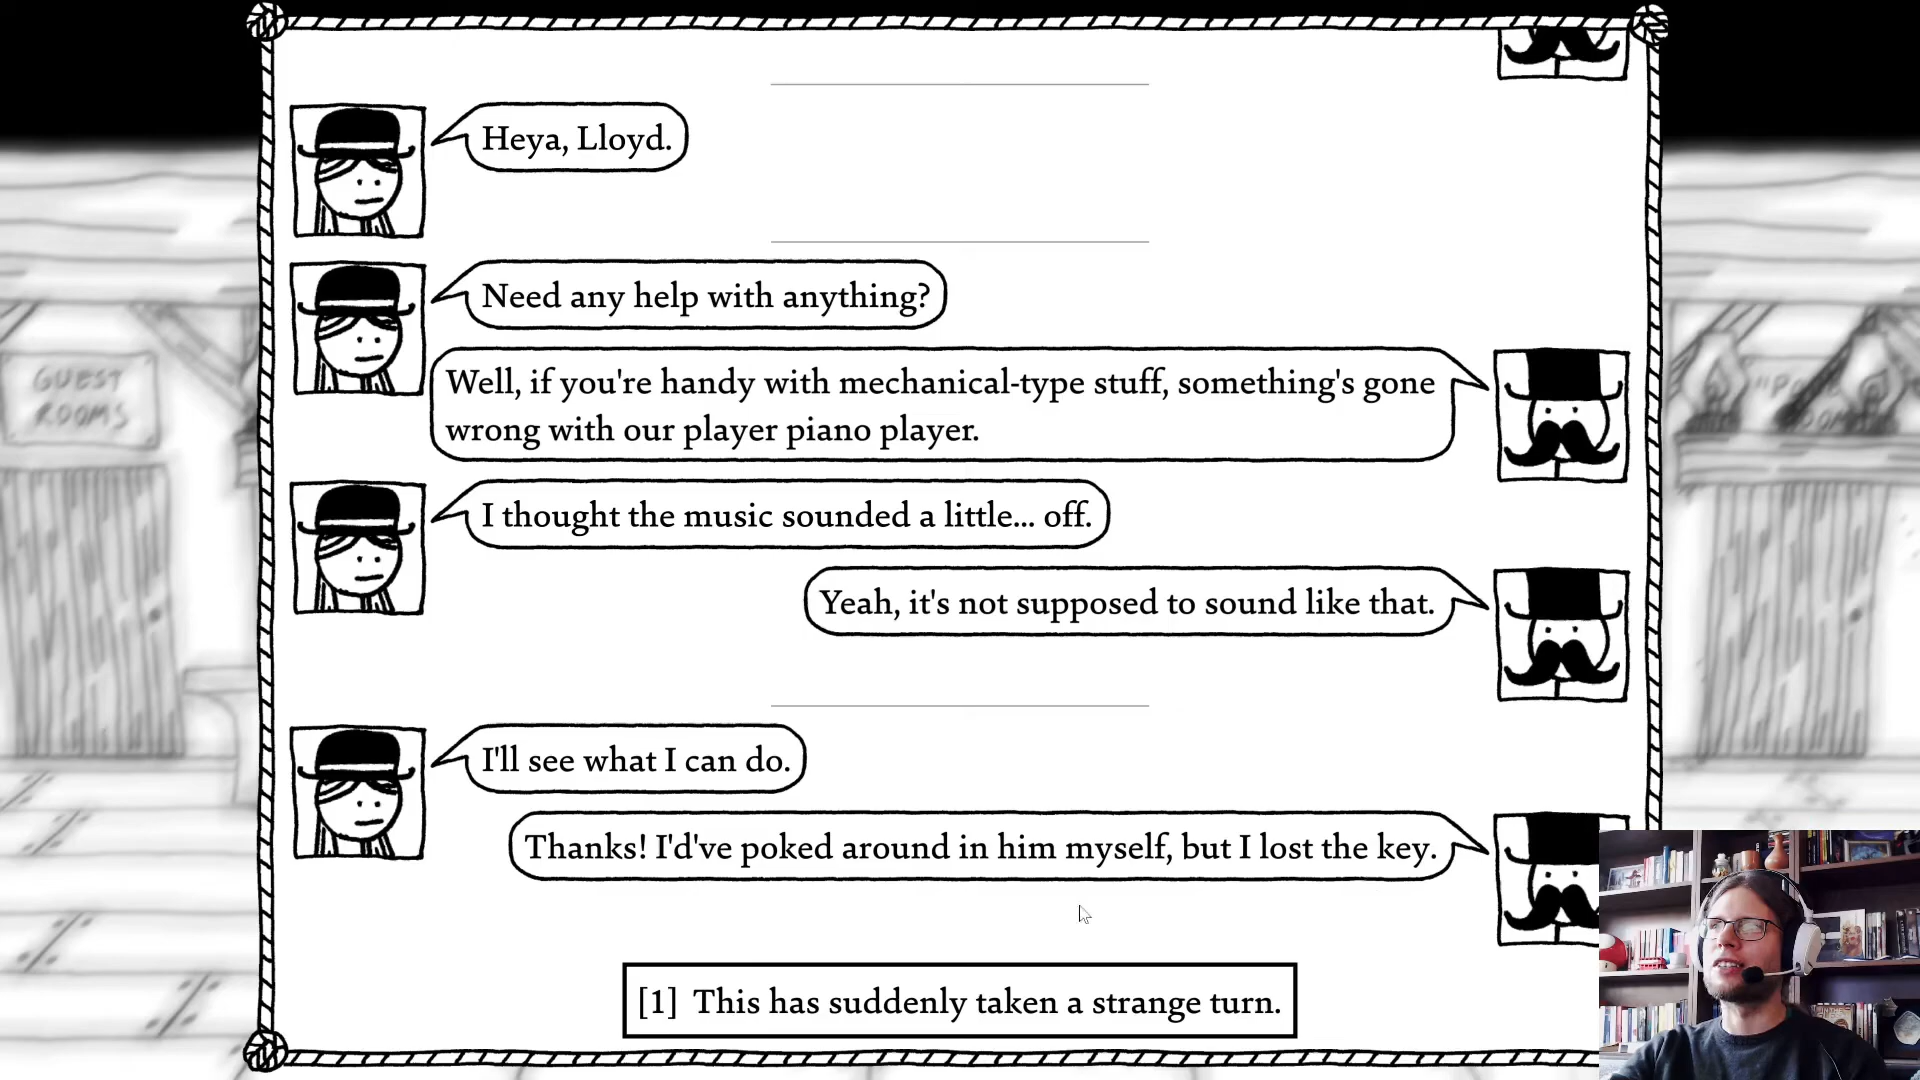 Heya, Lloyd.
Need any help with anything?
Well, if you're handy with mechanical-type stuff, something's gone
wrong with our player piano player.
I thought the music sounded a little... off.
Yeah, it's not supposed to sound like that.
I'll see what I can do.
Thanks! I'd've poked around in him myself, but I lost the key.
[1] This has suddenly taken a strange turn.
GUEST
ROOMS